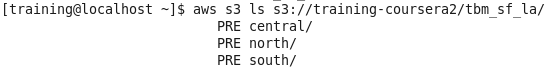 [training@localhost ~]$ aws s3 ls s3://training-coursera2/tbm_sf_la/
PRE central/
PRE north/
PRE south/